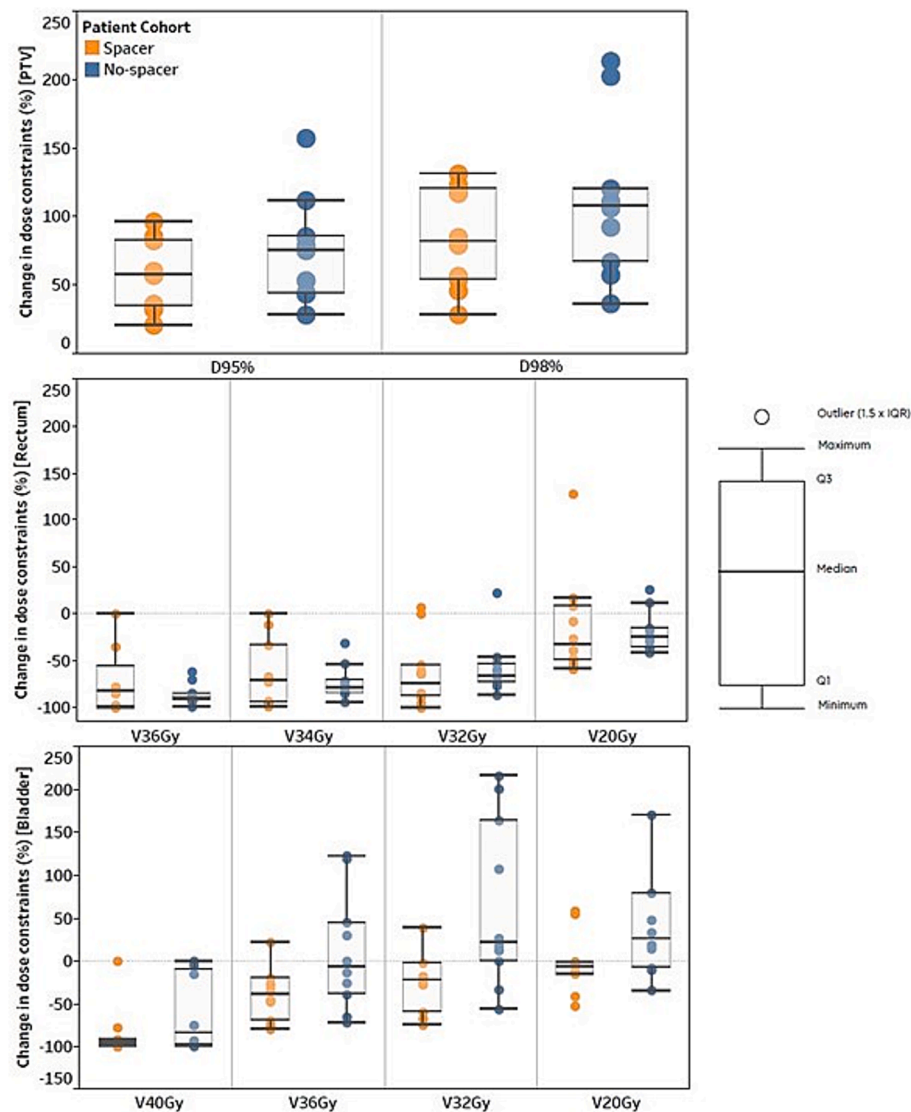 Change in dose constraints (%) [PTV]
250
200
150
100
50
0
Patient Cohort
Spacer
No-spacer
D95% D98%
Change in dose constraints (%) [Rectum]
250
200
150
100
50
0
-50
-100
V36Gy V34Gy V32Gy V20Gy
Outlier (1.5 x IQR)
Maximum
Q3
Median
Q1
Minimum
Change in dose constraints (%) [Bladder]
250
200
150
100
50
0
-50
-100
-150
V40Gy V36Gy V32Gy V20Gy